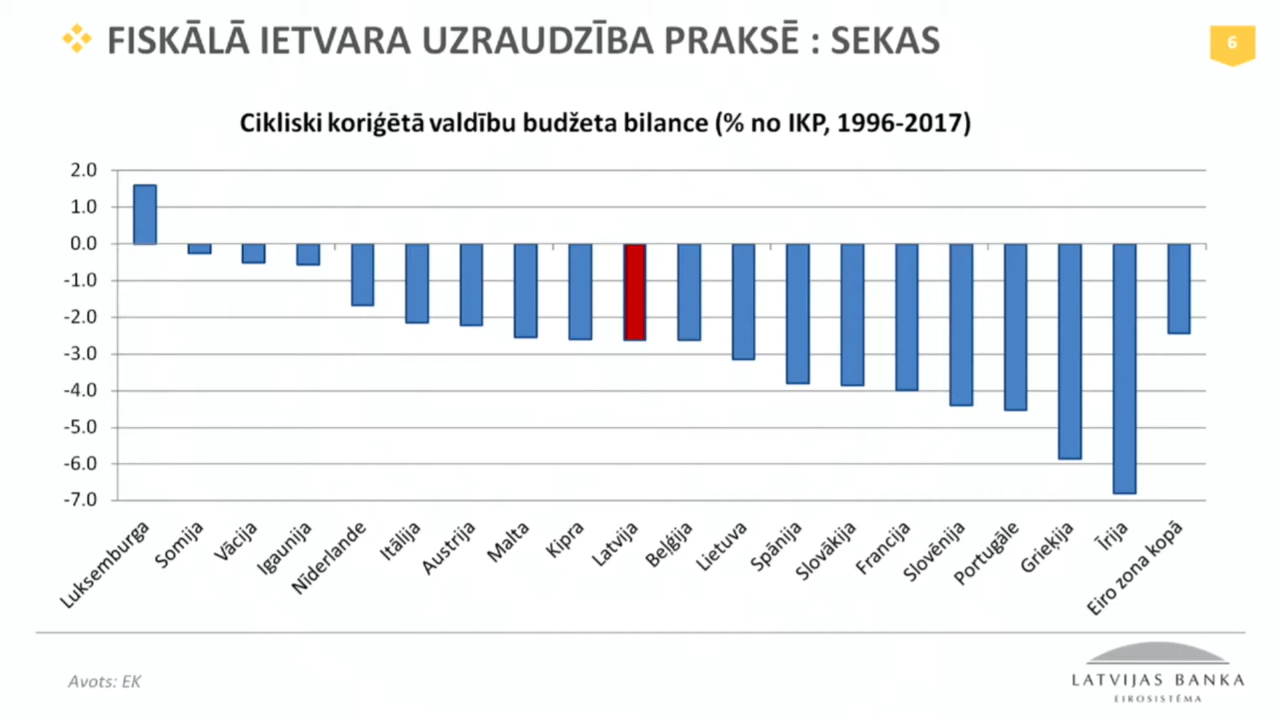 FISKĀLĀ IETVARA UZRAUDZĪBA PRAKSĒ : SEKAS
6
Cikliski koriģētā valdību budžeta bilance (% no IKP, 1996-2017)
2.0
1.0
0.0
-1.0
-2.0
-3.0
-4.0
-5.0
-6.0
-7.0
Luksemburga
Somija
Vācija
Igaunija
Nīderlande
Itālija
Austrija
Malta
Kipra
Latvija
Beļģija
Lietuva
Spānija
Slovākija
Francija
Slovēnija
Portugāle
Grieķija
Īrija
Eiro zona kopā
Avots: EK
LATVIJAS BANKA
EIROSISTĒMA